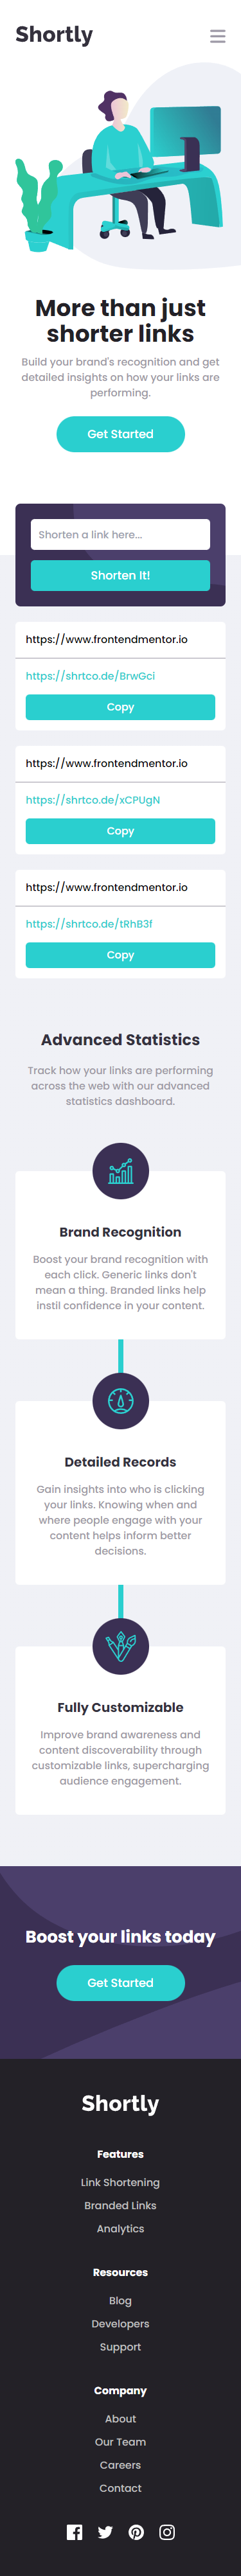 Shortly
More than just
shorter links
Build your brand's recognition and get
detailed insights on how your links are
performing.
Get Started
Shorten a link here...
Shorten It!
https://www.frontendmentor.io
https://shrtco.de/BrwGci
Copy
https://www.frontendmentor.io
https://shrtco.de/xCPUgN
Copy
https://www.frontendmentor.io
https://shrtco.de/tRhB3f
Copy
Advanced Statistics
Track how your links are performing
across the web with our advanced
statistics dashboard.
Brand Recognition
Boost your brand recognition with
each click. Generic links don't
mean a thing. Branded links help
instil confidence in your content.
Detailed Records
Gain insights into who is clicking
your links. Knowing when and
where people engage with your
content helps inform better
decisions.
Fully Customizable
Improve brand awareness and
content discoverability through
customizable links, supercharging
audience engagement.
Boost your links today
Get Started
Shortly
Features
Link Shortening
Branded Links
Analytics
Resources
Blog
Developers
Support
Company
About
Our Team
Careers
Contact